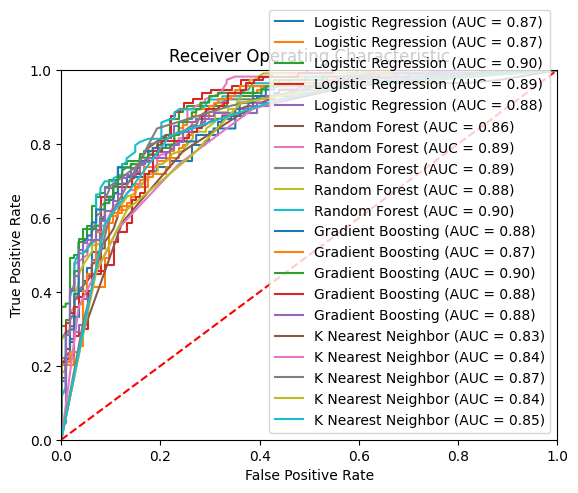 Receiver Operating Characteristic
Logistic Regression (AUC = 0.87)
Logistic Regression (AUC = 0.87)
Logistic Regression (AUC = 0.90)
Logistic Regression (AUC = 0.89)
Logistic Regression (AUC = 0.88)
Random Forest (AUC = 0.86)
Random Forest (AUC = 0.89)
Random Forest (AUC = 0.89)
Random Forest (AUC = 0.88)
Random Forest (AUC = 0.90)
Gradient Boosting (AUC = 0.88)
Gradient Boosting (AUC = 0.87)
Gradient Boosting (AUC = 0.90)
Gradient Boosting (AUC = 0.88)
Gradient Boosting (AUC = 0.88)
K Nearest Neighbor (AUC = 0.83)
K Nearest Neighbor (AUC = 0.84)
K Nearest Neighbor (AUC = 0.87)
K Nearest Neighbor (AUC = 0.84)
K Nearest Neighbor (AUC = 0.85)
True Positive Rate
1.0
0.8
0.6
0.4
0.2
0.0
0.0 0.2 0.4 0.6 0.8 1.0
False Positive Rate